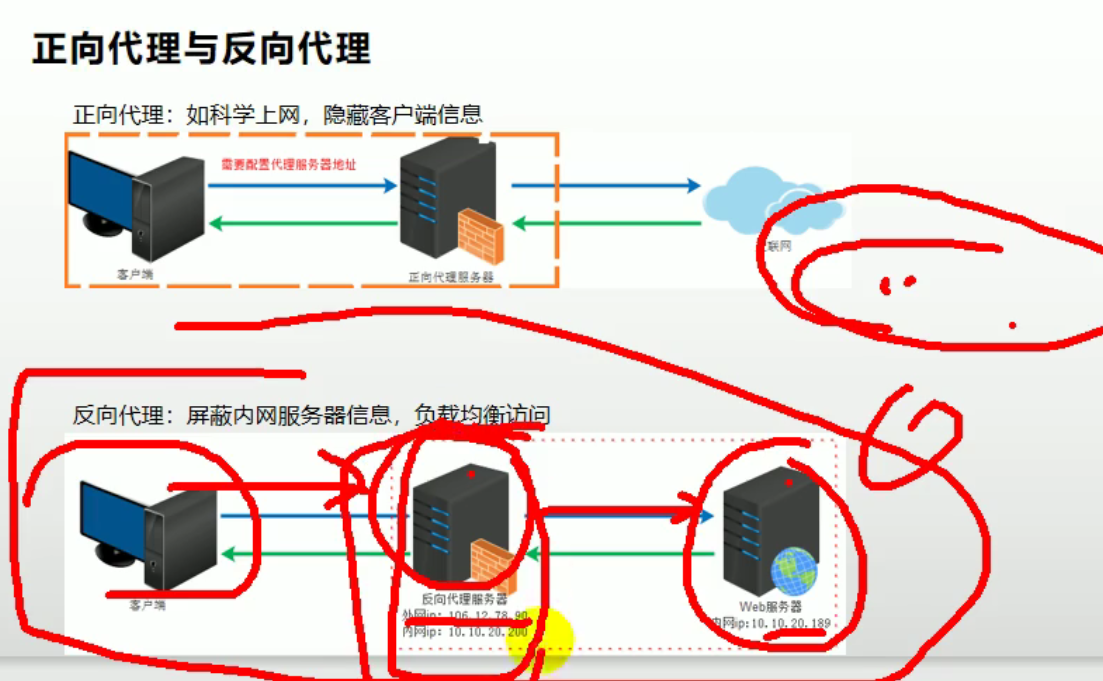 正向代理与反向代理
正向代理：如科学上网，隐藏客户端信息
需要配置代理服务器地址
客户端
正向代理服务器
联网
反向代理：屏蔽内网服务器信息，负载均衡访问
客户端
反向代理服务器
外网ip: 106.12.78.90
内网ip: 10.10.20.200
Web服务器
内网ip:10.10.20.189